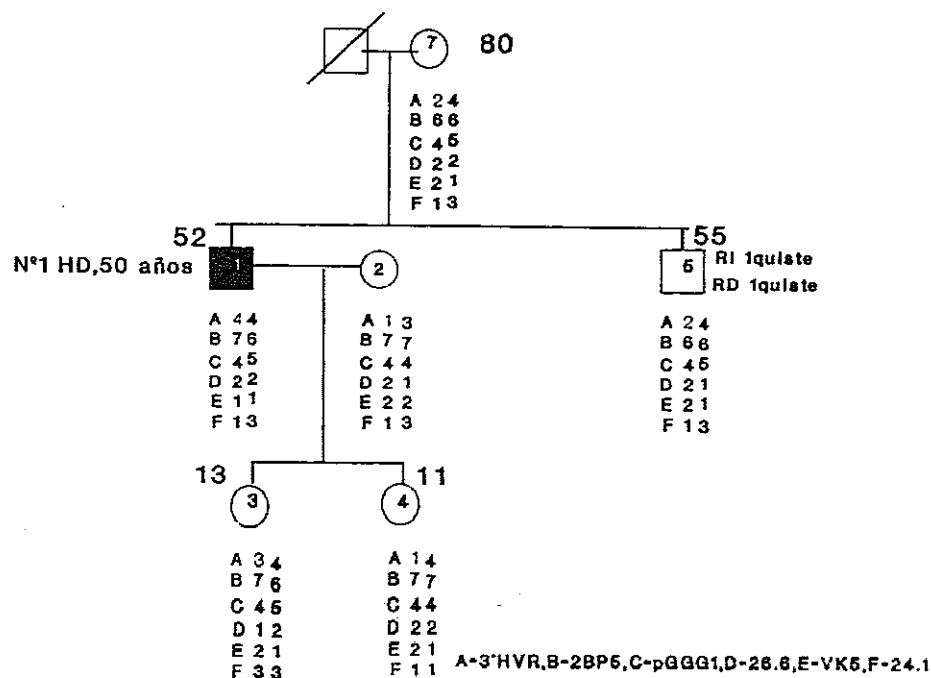 7 80
A 2 4
B 6 6
C 4 5
D 2 2
E 2 1
F 1 3
52
Nº1 HD,50 años 1
2
55
5 RI 1quiste
RD 1quiste
A 4 4
B 7 6
C 4 5
D 2 2
E 1 1
F 1 3
A 1 3
B 7 7
C 4 4
D 2 1
E 2 2
F 1 3
A 2 4
B 6 6
C 4 5
D 2 1
E 2 1
F 1 3
13
3
11
4
A 3 4
B 7 6
C 4 5
D 1 2
E 2 1
F 3 3
A 1 4
B 7 7
C 4 4
D 2 2
E 2 1
F 1 1
A-3'HVR,B-2BP5,C-pGGG1,D-26.6,E-VK5,F-24.1